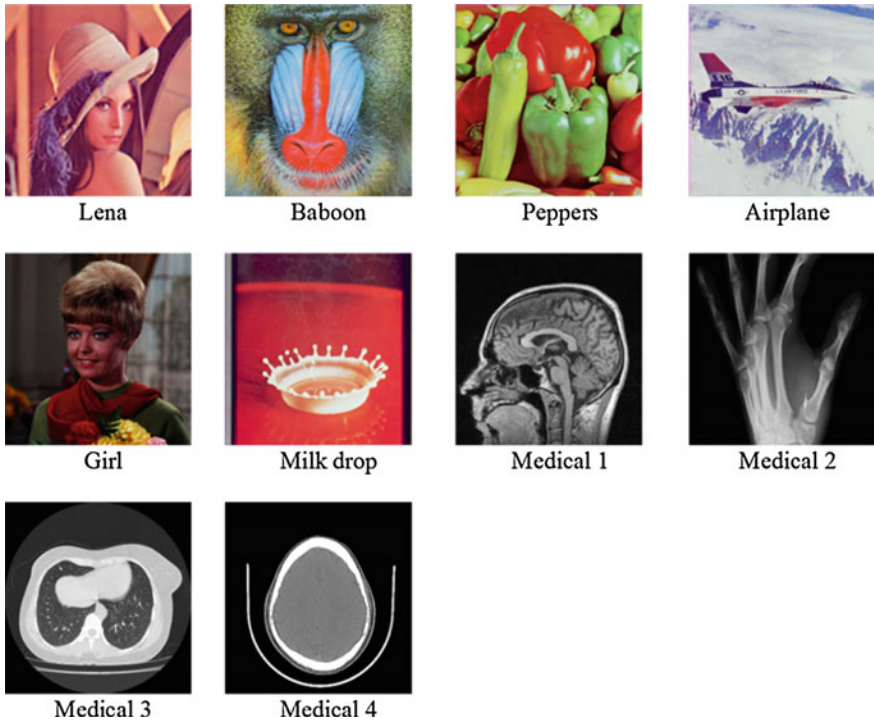 Lena
Baboon
Peppers
Airplane
Girl
Milk drop
Medical 1
Medical 2
Medical 3
Medical 4